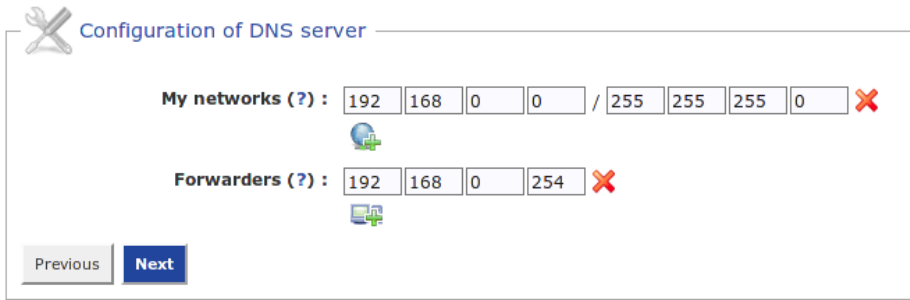 Configuration of DNS server
My networks (?) : 192 168 0 0 / 255 255 255 0
Forwarders (?) : 192 168 0 254
Previous Next